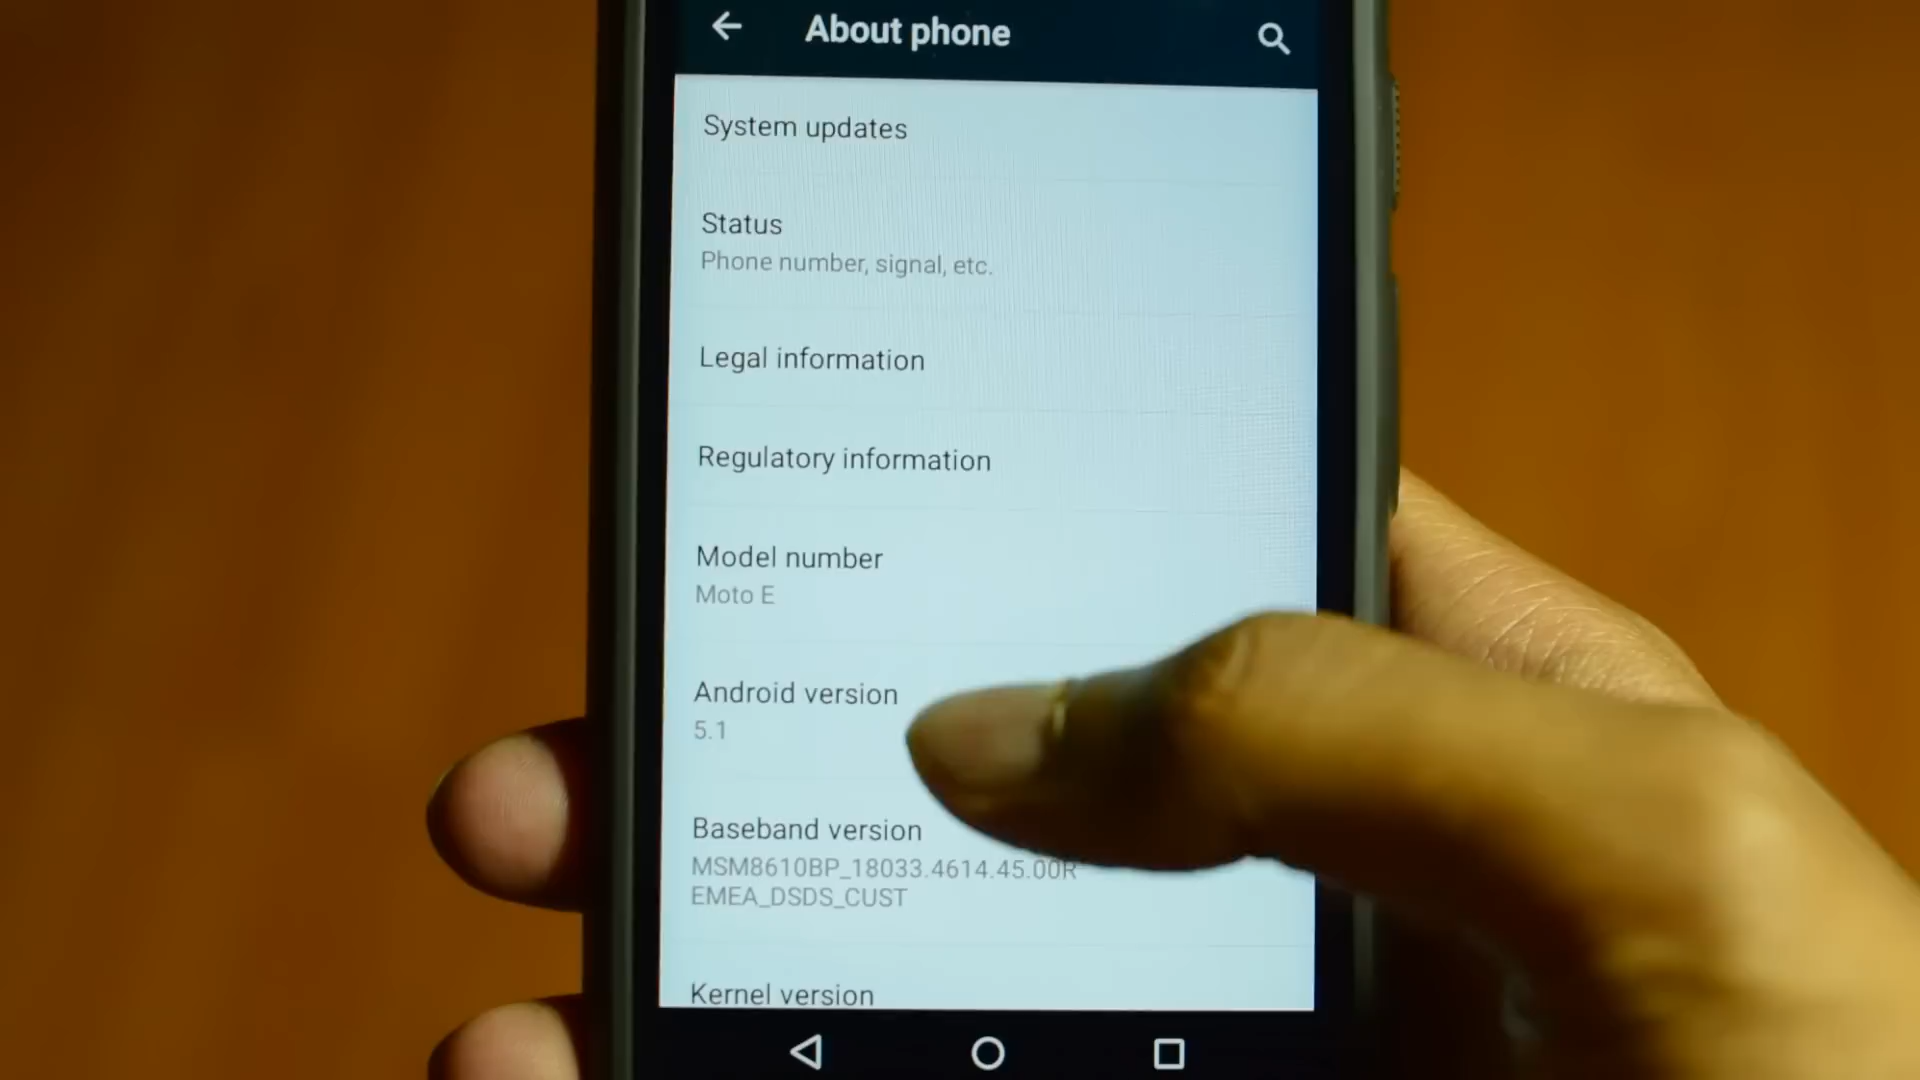 About phone
System updates
Status
Phone number, signal, etc.
Legal information
Regulatory information
Model number
Moto E
Android version
5.1
Baseband version
MSM8610BP_18033.4614.45.00R
EMEA_DSDS_CUST
Kernel version